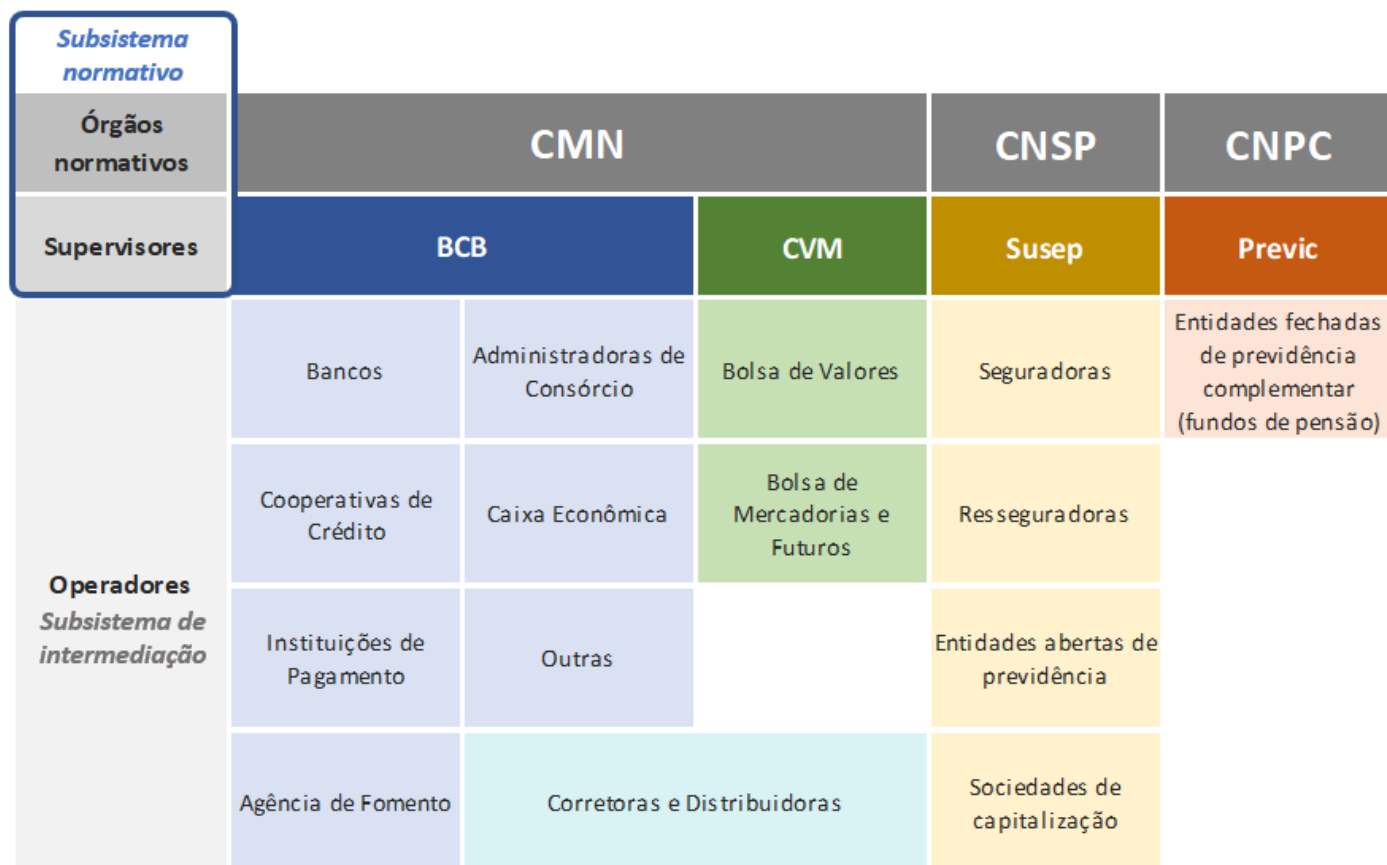 Subsistema
normativo
Órgãos
normativos
CMN
CNSP
CNPC
Supervisores
BCB
CVM
Susep
Previc
Operadores
Subsistema de
intermediação
Bancos
Administradoras de
Consórcio
Bolsa de Valores
Seguradoras
Entidades fechadas
de previdência
complementar
(fundos de pensão)
Cooperativas de
Crédito
Caixa Econômica
Bolsa de
Mercadorias e
Futuros
Resseguradoras
Instituições de
Pagamento
Outras
Entidades abertas de
previdência
Agência de Fomento
Corretoras e Distribuidoras
Sociedades de
capitalização